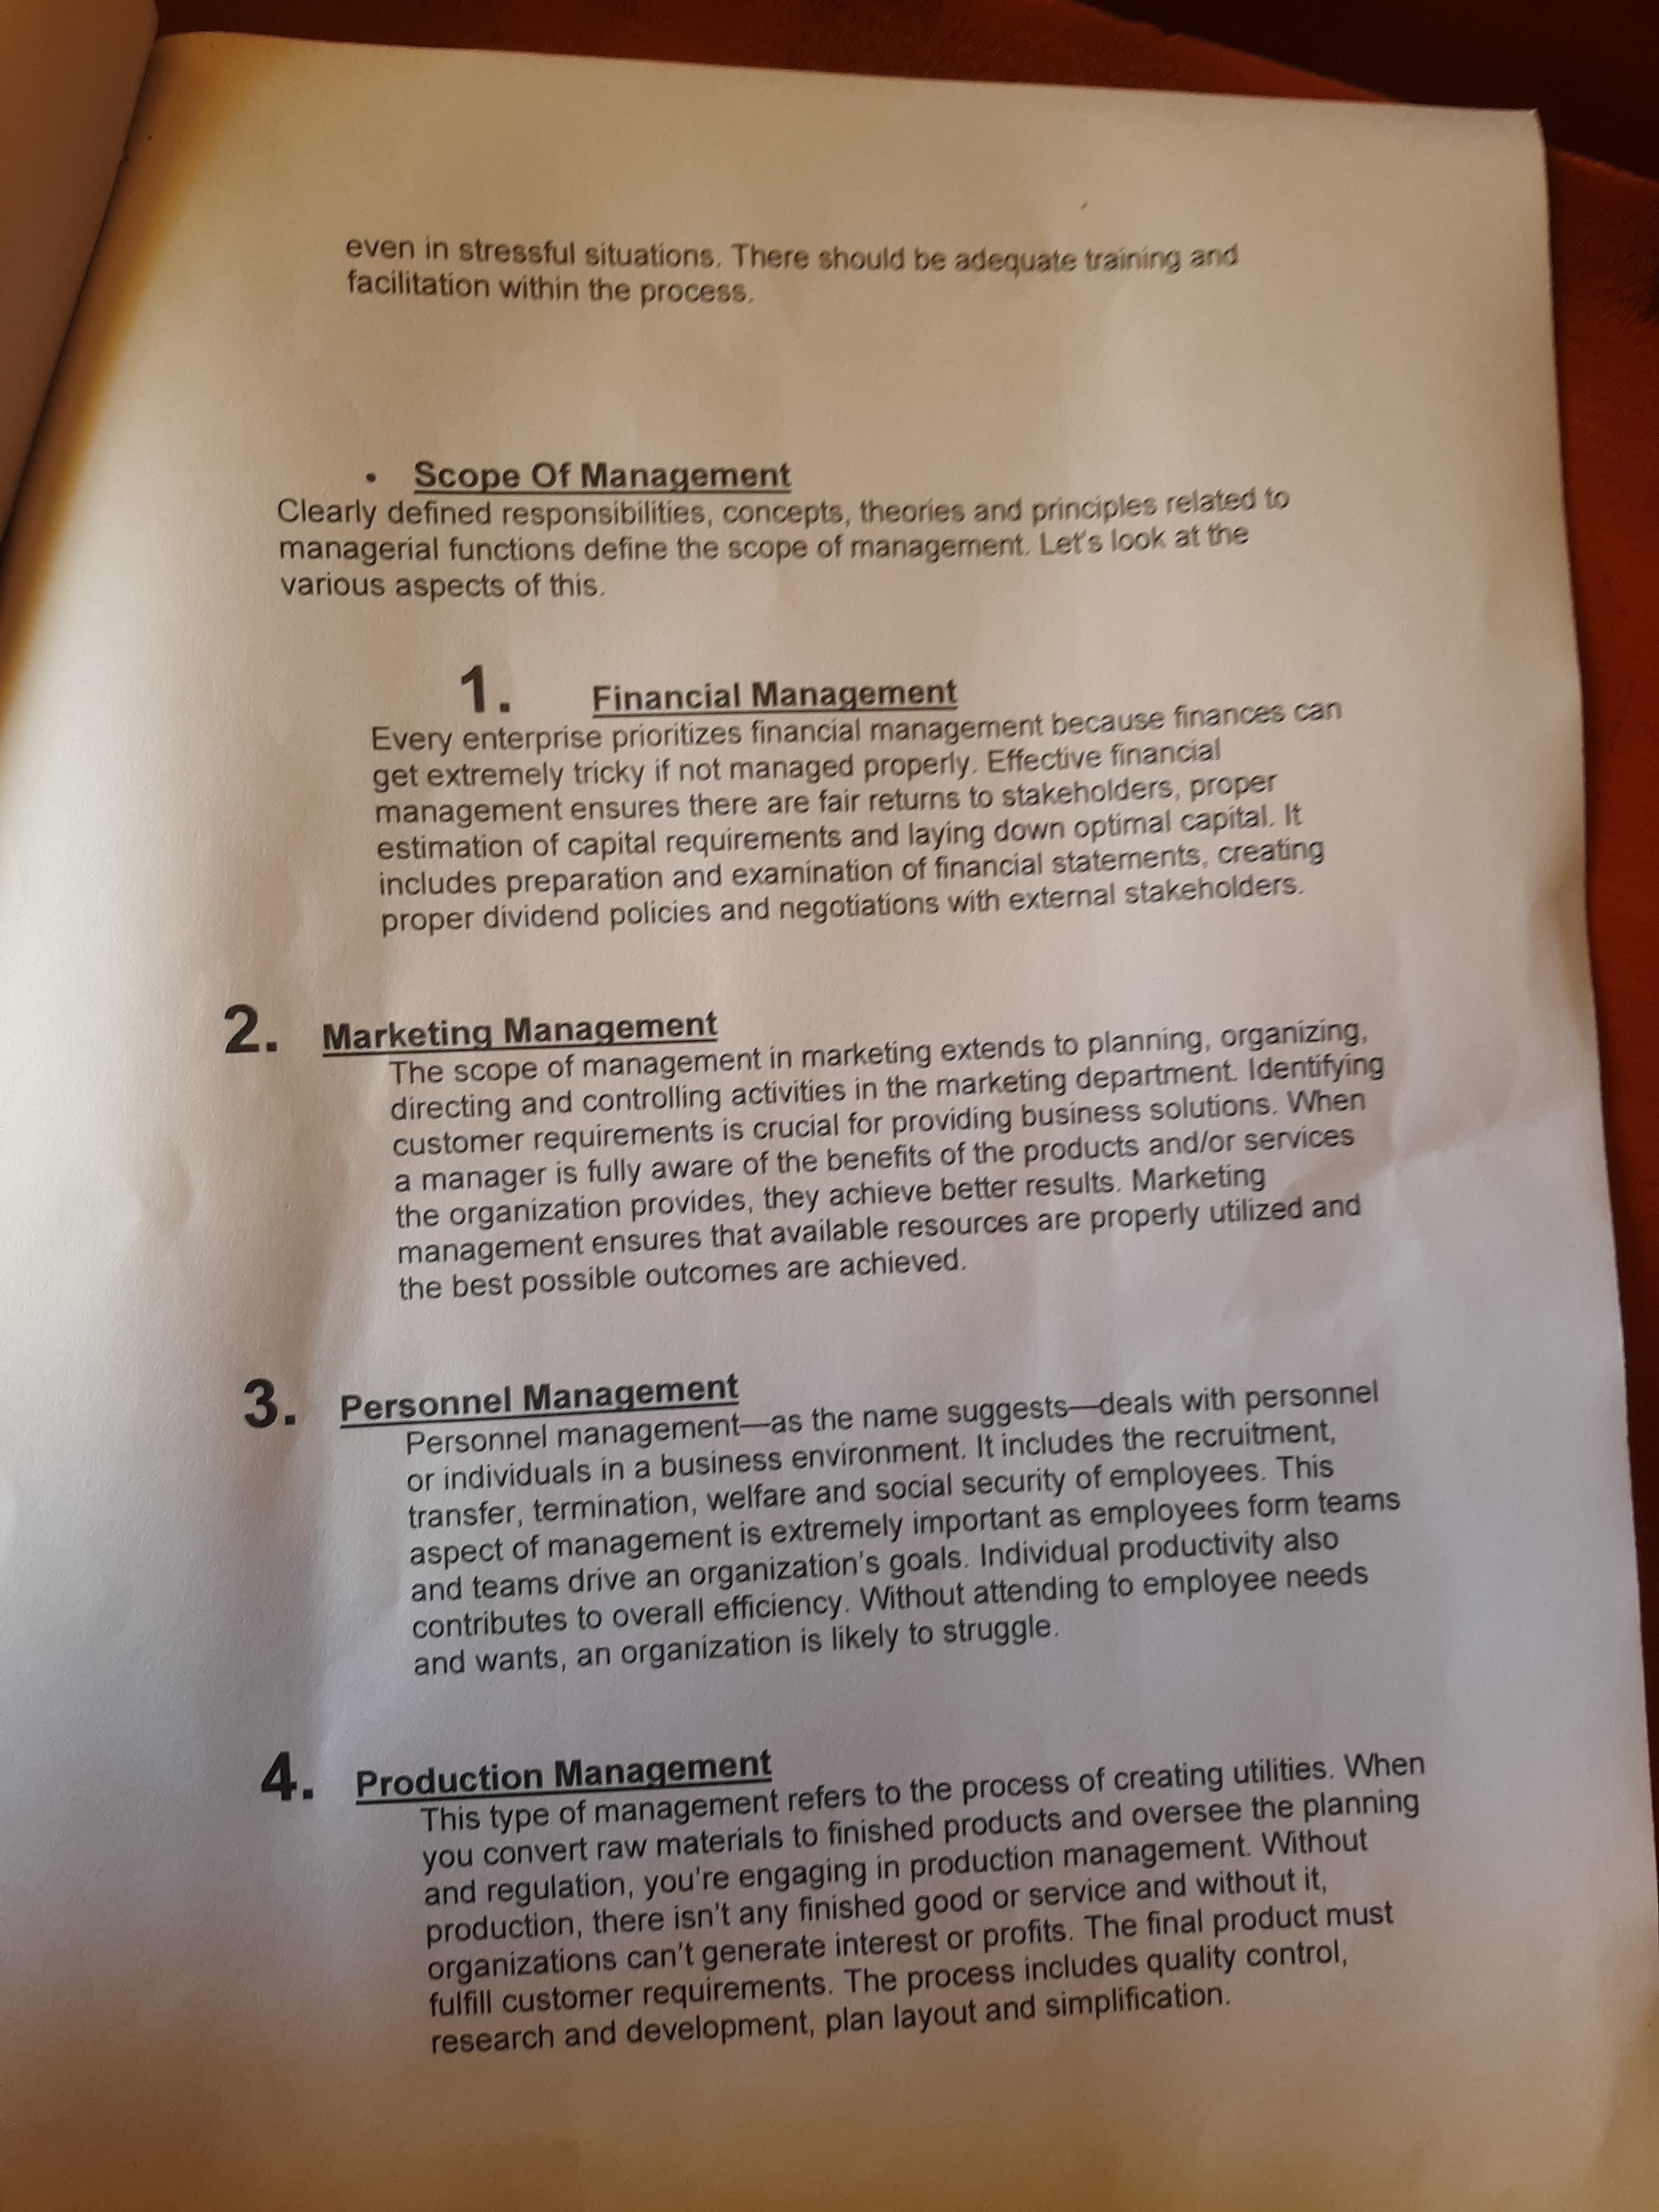 even in stressful situations. There should be adequate training and
facilitation within the process.
• Scope Of Management
Clearly defined responsibilities, concepts, theories and principles related to
managerial functions define the scope of management. Let's look at the
various aspects of this.
1. Financial Management
Every enterprise prioritizes financial management because finances can
get extremely tricky if not managed properly. Effective financial
management ensures there are fair returns to stakeholders, proper
estimation of capital requirements and laying down optimal capital. It
includes preparation and examination of financial statements, creating
proper dividend policies and negotiations with external stakeholders.
2. Marketing Management
The scope of management in marketing extends to planning, organizing,
directing and controlling activities in the marketing department. Identifying
customer requirements is crucial for providing business solutions. When
a manager is fully aware of the benefits of the products and/or services
the organization provides, they achieve better results. Marketing
management ensures that available resources are properly utilized and
the best possible outcomes are achieved.
3. Personnel Management
Personnel management—as the name suggests—deals with personnel
or individuals in a business environment. It includes the recruitment,
transfer, termination, welfare and social security of employees. This
aspect of management is extremely important as employees form teams
and teams drive an organization's goals. Individual productivity also
contributes to overall efficiency. Without attending to employee needs
and wants, an organization is likely to struggle.
4. Production Management
This type of management refers to the process of creating utilities. When
you convert raw materials to finished products and oversee the planning
and regulation, you're engaging in production management. Without
production, there isn't any finished good or service and without it,
organizations can't generate interest or profits. The final product must
fulfill customer requirements. The process includes quality control,
research and development, plan layout and simplification.